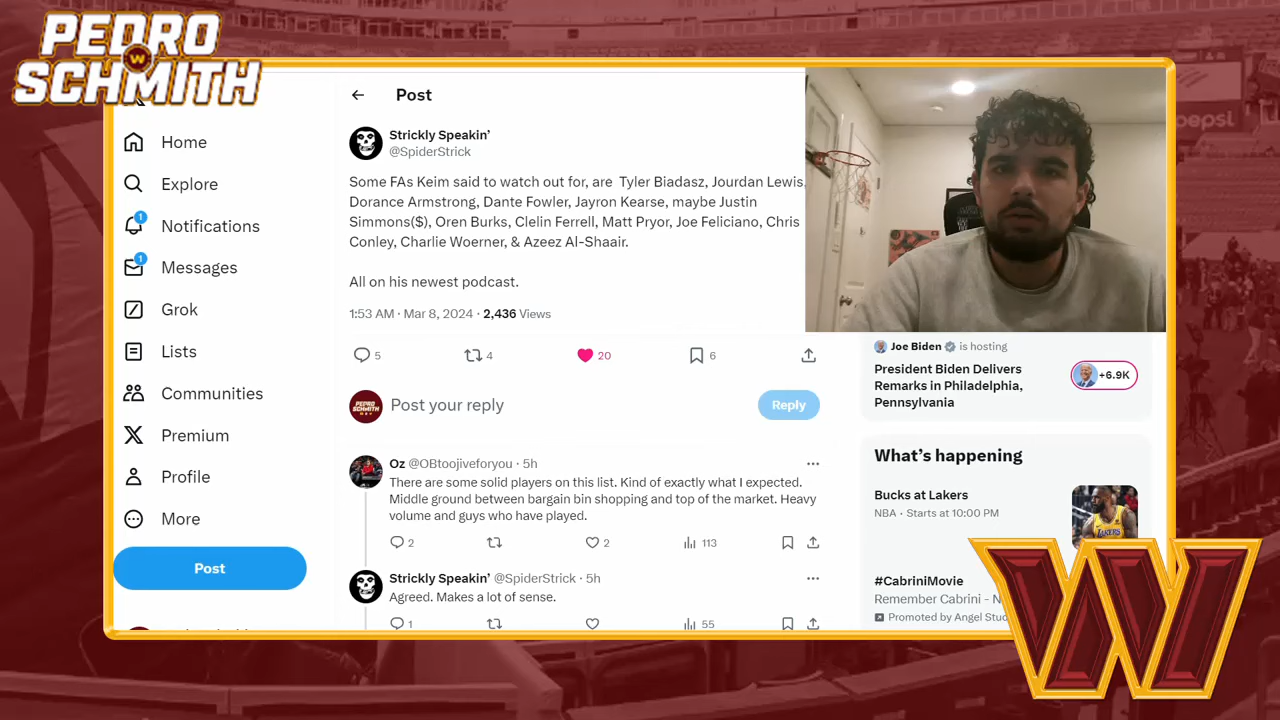 PEDRO
SCHMITH
Post
Home
Explore
1
Notifications
1
Messages
Grok
Lists
Communities
Premium
Profile
More
Post
Strickly Speakin’
@SpiderStrick
Some FAs Keim said to watch out for, are Tyler Biadasz, Jourdan Lewis,
Dorance Armstrong, Dante Fowler, Jayron Kearse, maybe Justin
Simmons($), Oren Burks, Clelin Ferrell, Matt Pryor, Joe Feliciano, Chris
Conley, Charlie Woerner, & Azeez Al-Shaair.
All on his newest podcast.
1:53 AM · Mar 8, 2024 · 2,436 Views
5 4 20 6
PEDRO
SCHMITH
Post your reply
Reply
Oz @OBtoojiveforyou · 5h
There are some solid players on this list. Kind of exactly what I expected.
Middle ground between bargain bin shopping and top of the market. Heavy
volume and guys who have played.
2 2 113
Strickly Speakin’ @SpiderStrick · 5h
Agreed. Makes a lot of sense.
1 55
Joe Biden is hosting
President Biden Delivers
Remarks in Philadelphia,
Pennsylvania
+6.9K
What’s happening
Bucks at Lakers
NBA · Starts at 10:00 PM
#CabriniMovie
Remember Cabrini - N
Promoted by Angel Stud
pepsi
W